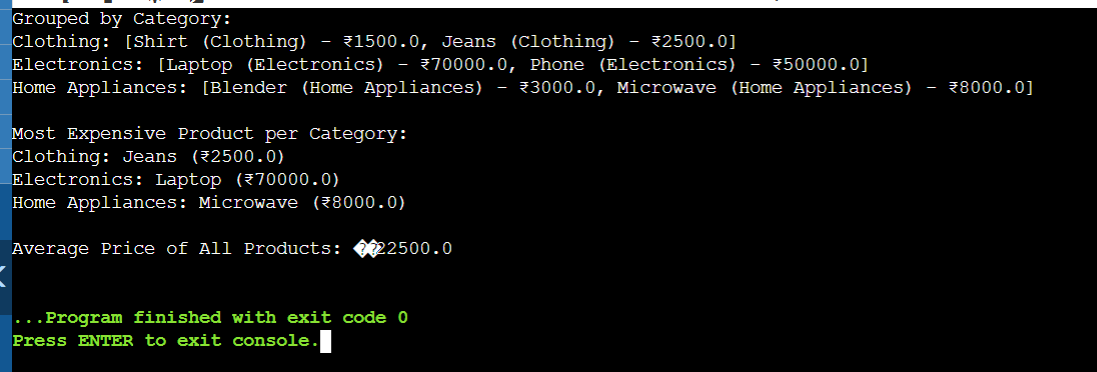 Grouped by Category:
Clothing: [Shirt (Clothing) - ₹1500.0, Jeans (Clothing) - ₹2500.0]
Electronics: [Laptop (Electronics) - ₹70000.0, Phone (Electronics) - ₹50000.0]
Home Appliances: [Blender (Home Appliances) - ₹3000.0, Microwave (Home Appliances) - ₹8000.0]
Most Expensive Product per Category:
Clothing: Jeans (₹2500.0)
Electronics: Laptop (₹70000.0)
Home Appliances: Microwave (₹8000.0)
Average Price of All Products: ��22500.0
...Program finished with exit code 0
Press ENTER to exit console.